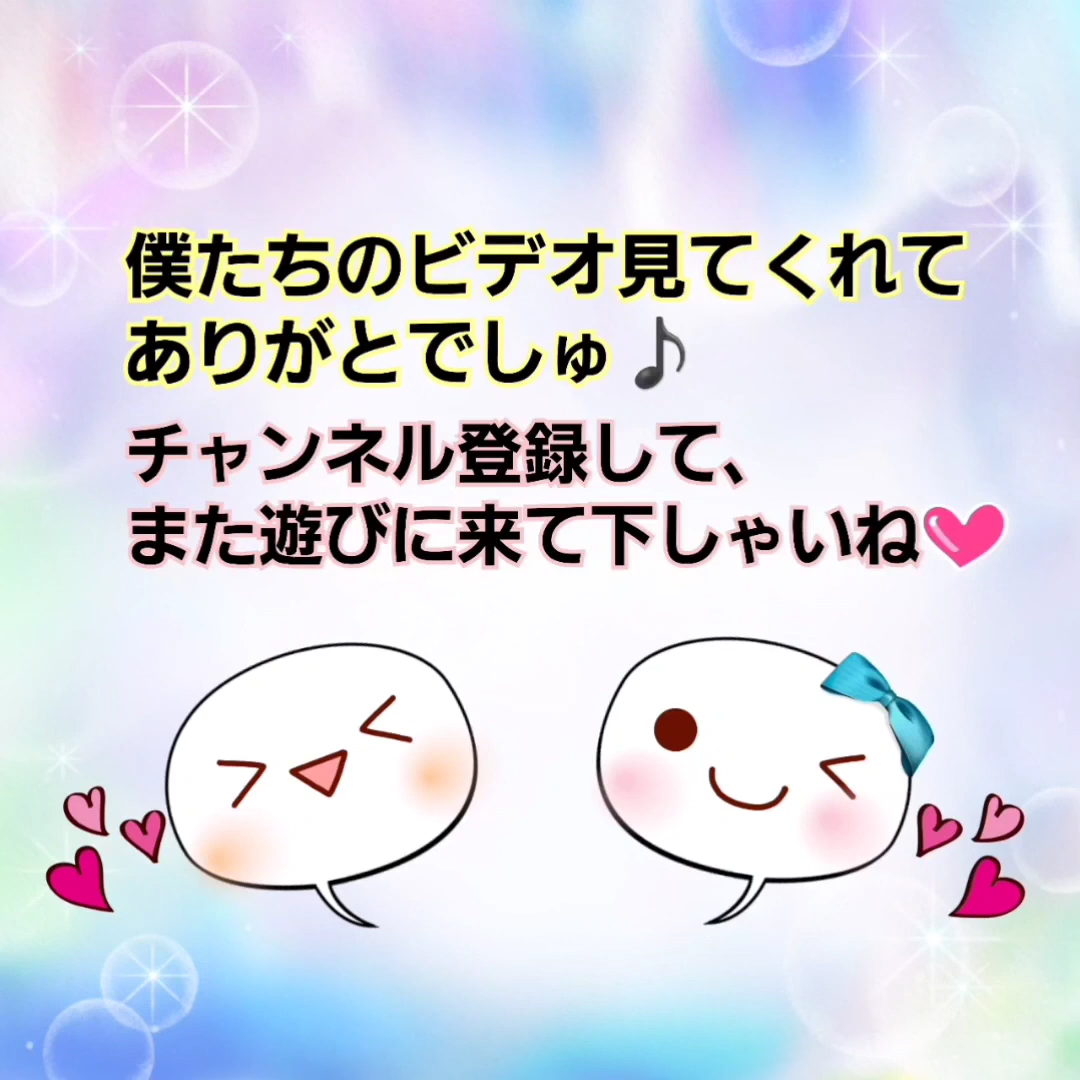 僕たちのビデオ見てくれて
ありがとでしゅ♪
チャンネル登録して、
また遊びに来て下しゃいね💗